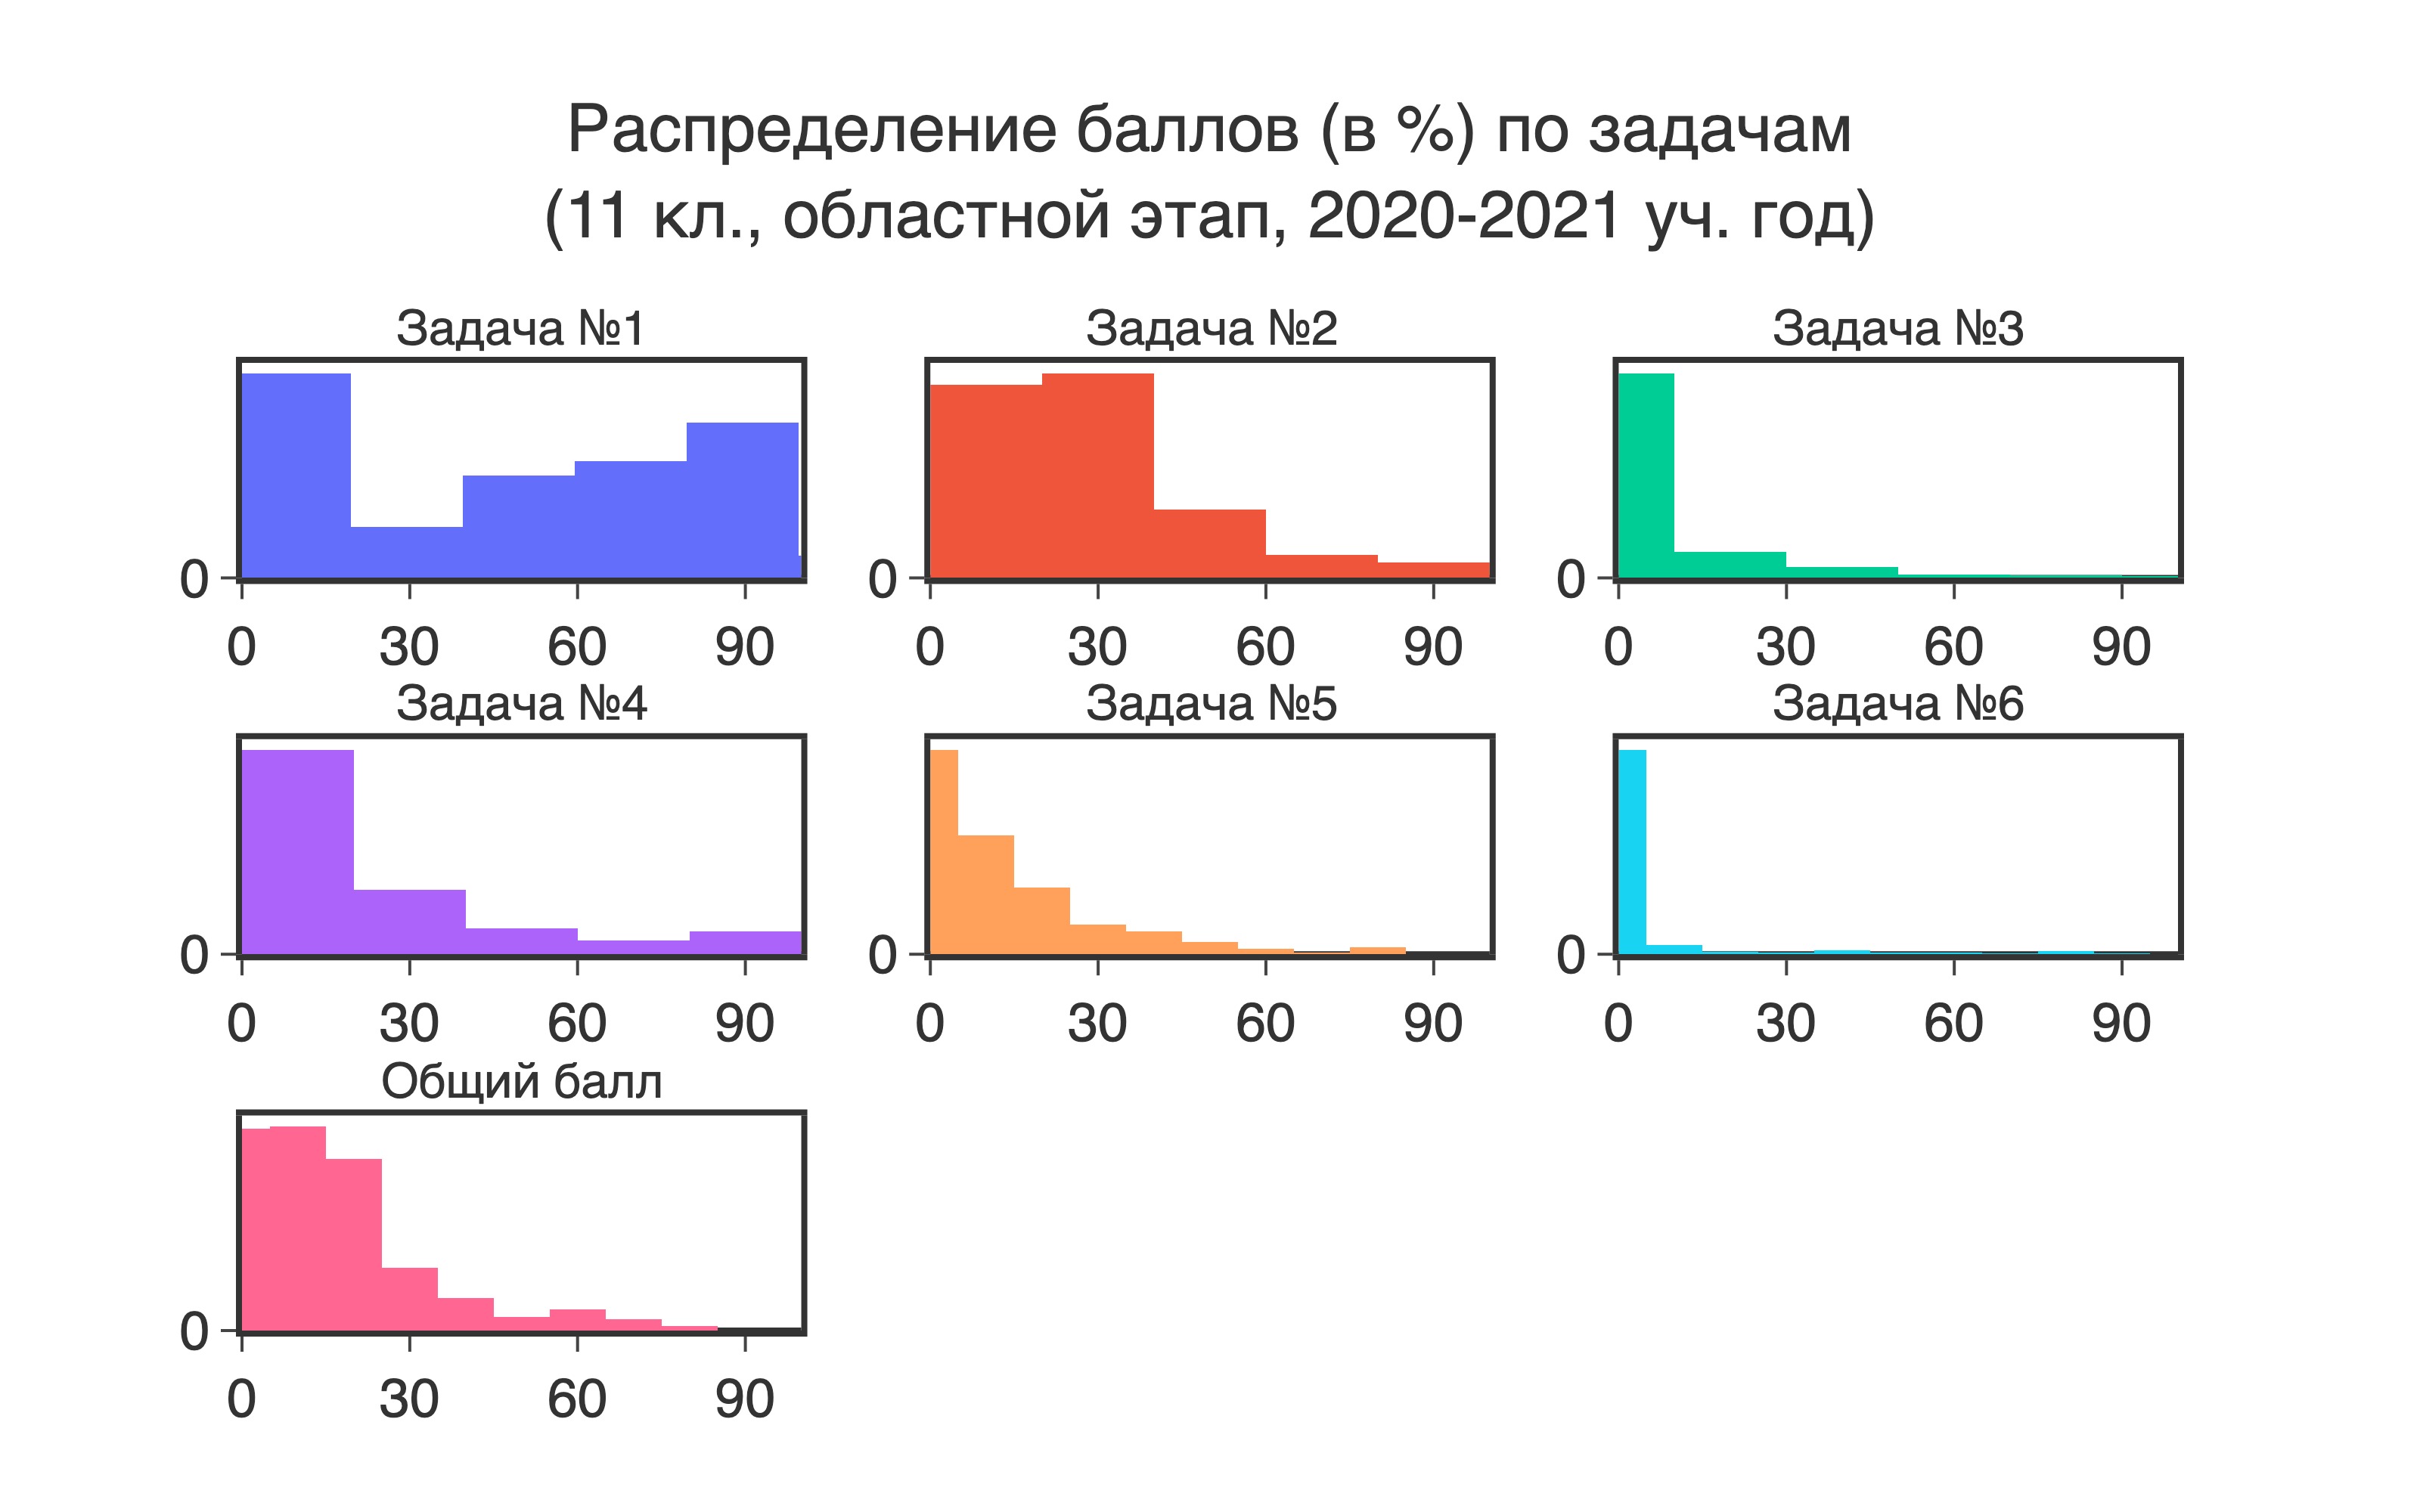 Распределение баллов (в %) по задачам
(11 кл., областной этап, 2020-2021 уч. год)
Задача №1
Задача №2
Задача №3
0
0
0
0 30 60 90
0 30 60 90
0 30 60 90
Задача №4
Задача №5
Задача №6
0
0
0
0 30 60 90
0 30 60 90
0 30 60 90
Общий балл
0
0 30 60 90